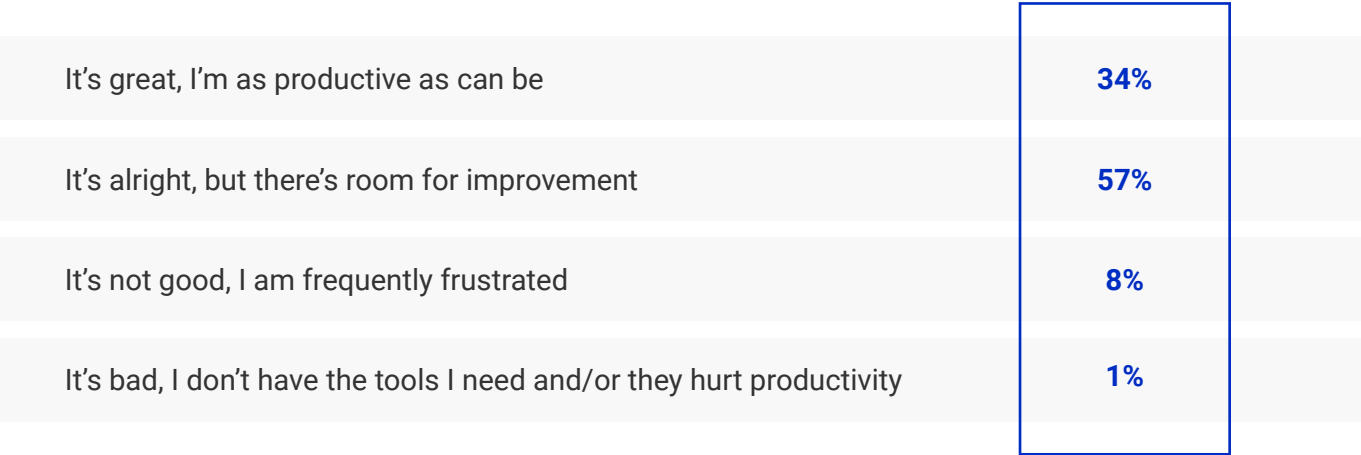 It’s great, I’m as productive as can be 34%
It’s alright, but there’s room for improvement 57%
It’s not good, I am frequently frustrated 8%
It’s bad, I don’t have the tools I need and/or they hurt productivity 1%